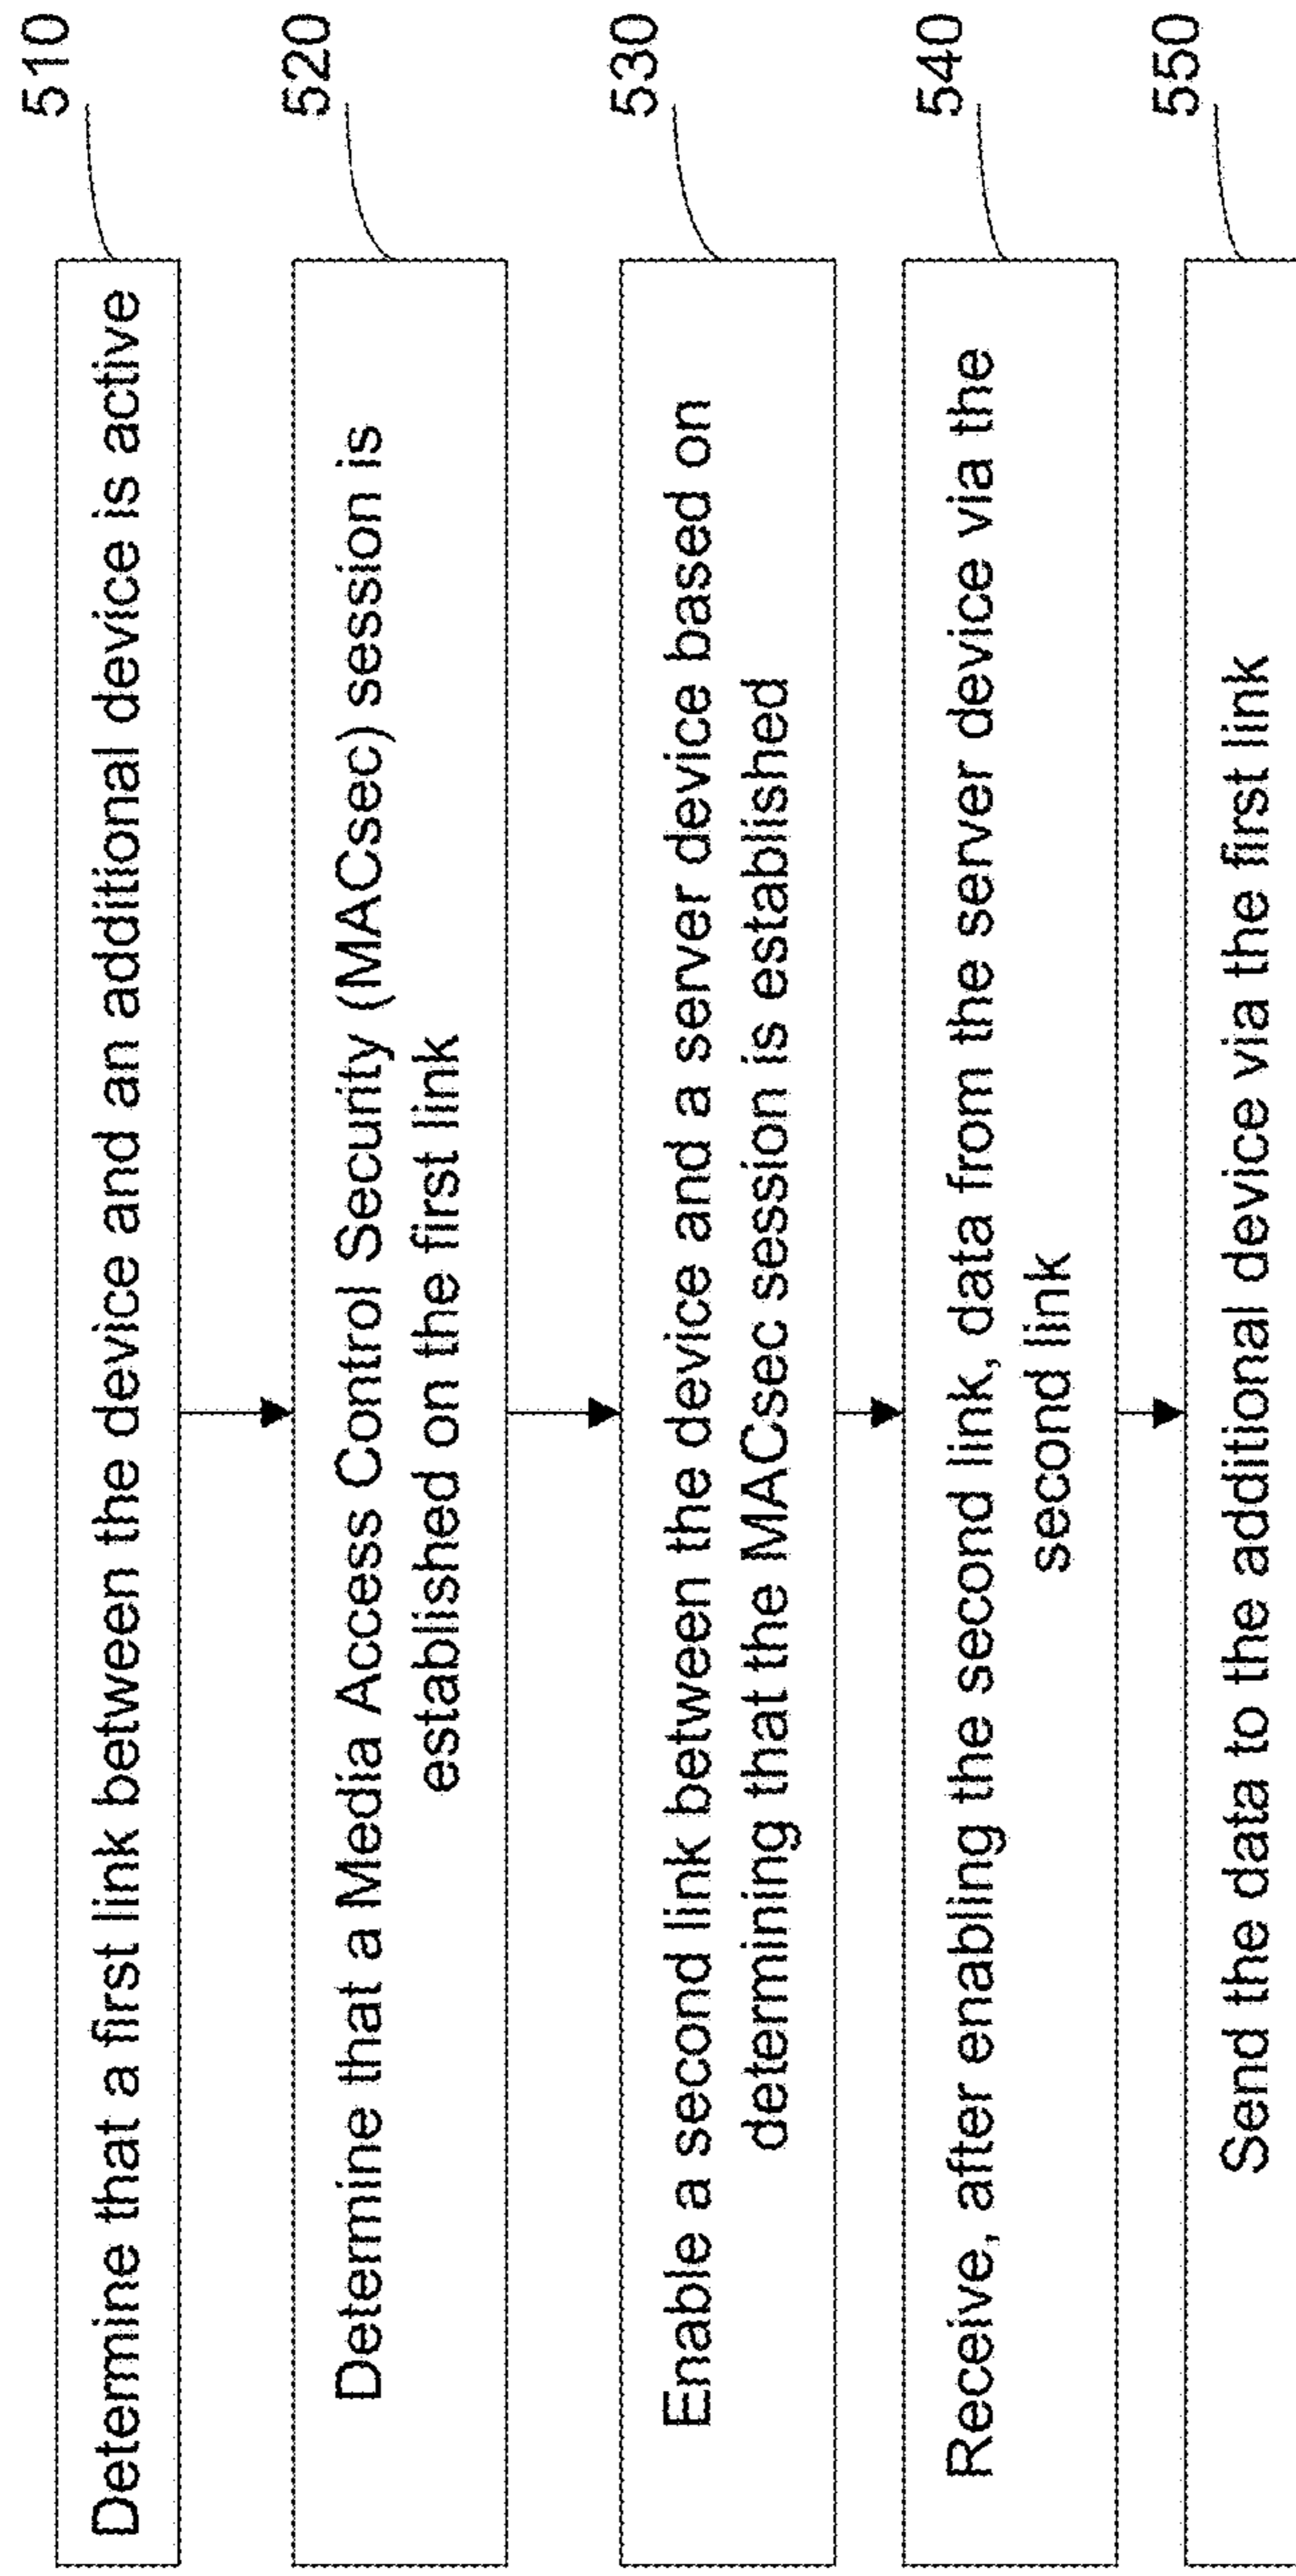 510
Determine that a first link between the device and an additional device is active
520
Determine that a Media Access Control Security (MACsec) session is
established on the first link
530
Enable a second link between the device and a server device based on
determining that the MACsec session is established
540
Receive, after enabling the second link, data from the server device via the
second link
550
Send the data to the additional device via the first link